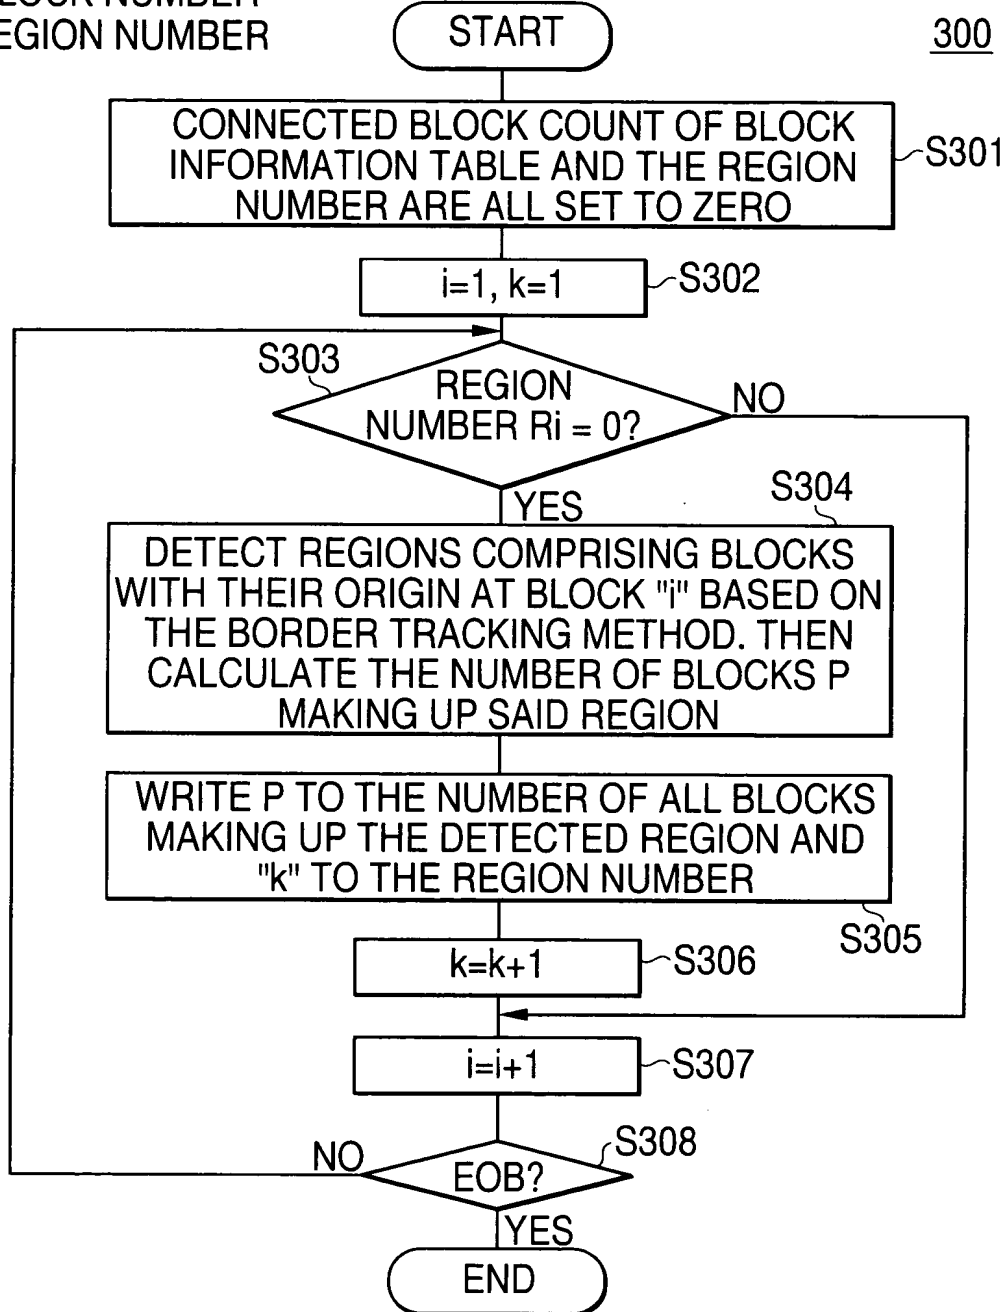 NUMBER
REGION NUMBER
START
300
CONNECTED BLOCK COUNT OF BLOCK
INFORMATION TABLE AND THE REGION
NUMBER ARE ALL SET TO ZERO
S301
i=1, k=1
S302
S303
REGION
NUMBER Ri = 0?
NO
YES
S304
DETECT REGIONS COMPRISING BLOCKS
WITH THEIR ORIGIN AT BLOCK "i" BASED ON
THE BORDER TRACKING METHOD. THEN
CALCULATE THE NUMBER OF BLOCKS P
MAKING UP SAID REGION
WRITE P TO THE NUMBER OF ALL BLOCKS
MAKING UP THE DETECTED REGION AND
"k" TO THE REGION NUMBER
S305
k=k+1
S306
i=i+1
S307
NO
EOB?
S308
YES
END